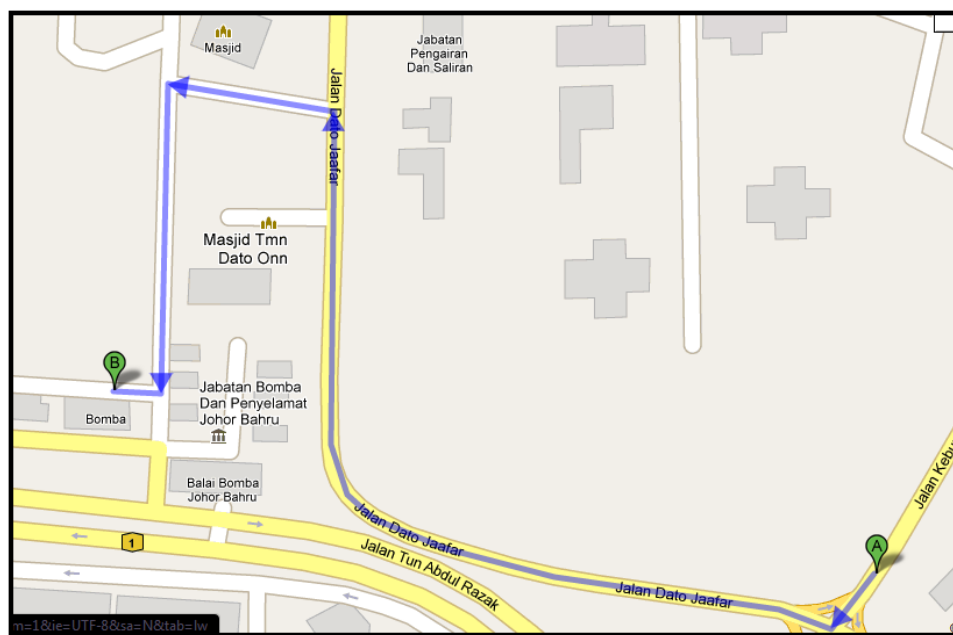 Masjid
Jabatan
Pengairan
Dan Saliran
Jalan Dato Jaafar
Masjid Tmn
Dato Onn
B
Jabatan Bomba
Dan Penyelamat
Johor Bahru
Bomba
Balai Bomba
Johor Bahru
1
Jalan Dato Jaafar
Jalan Tun Abdul Razak
Jalan Dato Jaafar
A
m=1&ie=UTF-8&sa=N&tab=lw